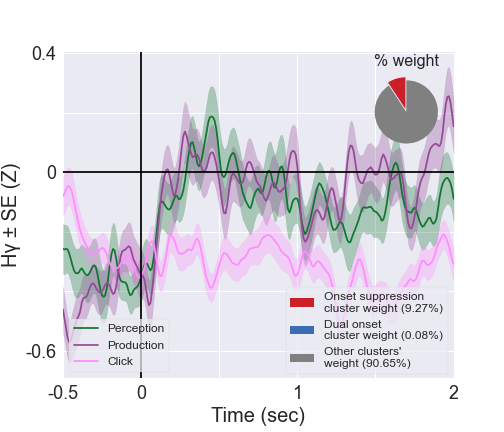 % weight
0.4
0
-0.6
Hγ ± SE (Z)
Perception
Production
Click
Onset suppression
cluster weight (9.27%)
Dual onset
cluster weight (0.08%)
Other clusters'
weight (90.65%)
-0.5
0
1
2
Time (sec)